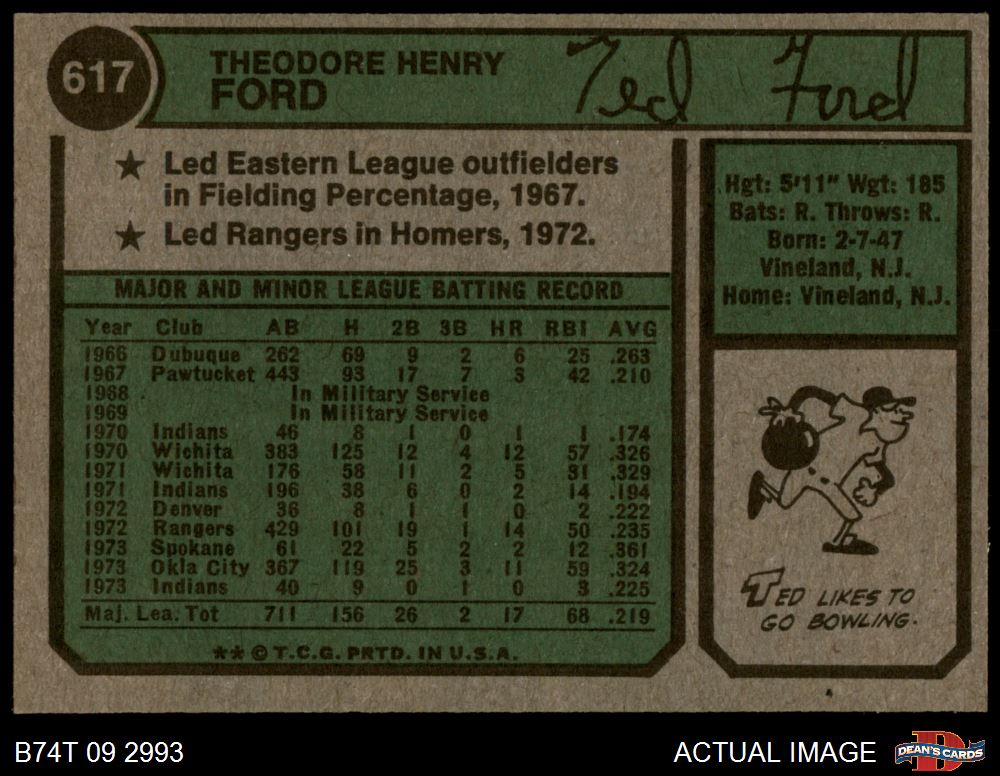 617
THEODORE HENRY
FORD
Ted Ford
★ Led Eastern League outfielders
in Fielding Percentage, 1967.
★ Led Rangers in Homers, 1972.
MAJOR AND MINOR LEAGUE BATTING RECORD
Year Club AB H 2B 3B HR RBI AVG
1966 Dubuque 262 69 9 2 6 25 .263
1967 Pawtucket 443 93 17 7 3 42 .210
1968 In Military Service
1969 In Military Service
1970 Indians 46 8 1 0 1 1 .174
1970 Wichita 383 125 12 4 12 57 .326
1971 Wichita 176 58 11 2 5 31 .329
1971 Indians 196 38 6 0 2 14 .194
1972 Denver 36 8 1 1 0 2 .222
1972 Rangers 429 101 19 1 14 50 .235
1973 Spokane 61 22 5 2 2 12 .361
1973 Okla City 367 119 25 3 11 59 .324
1973 Indians 40 9 0 1 0 3 .225
Maj. Lea. Tot 711 156 26 2 17 68 .219
** © T.C.G. PRTD. IN U.S.A.
Hgt: 5'11" Wgt: 185
Bats: R. Throws: R.
Born: 2-7-47
Vineland, N.J.
Home: Vineland, N.J.
TED LIKES TO
GO BOWLING.
B74T 09 2993
ACTUAL IMAGE
DEAN'S CARDS